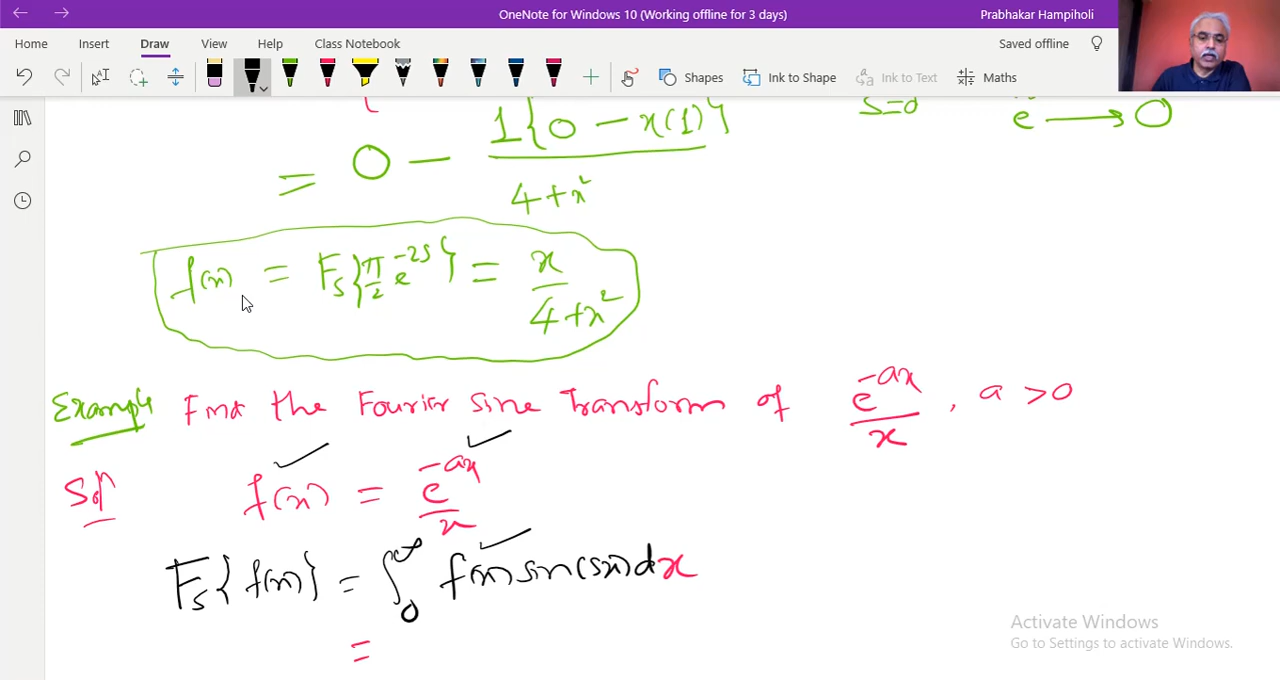 OneNote for Windows 10 (Working offline for 3 days)
Prabhakar Hampiholi
Home Insert Draw View Help Class Notebook
Saved offline
Shapes Ink to Shape Ink to Text Maths
1{0 - x(1)}
s=0
e → 0
= 0 -
4+x²
f(x) = Fs{π/2 e^-2s} = x/4+x²
Example Find the Fourier sine Transform of e^-ax/x , a >0
Sol f(x) = e^-ax/x
Fs{f(x)} = ∫₀^∞ f(x) sin(sx) dx
=
Activate Windows
Go to Settings to activate Windows.